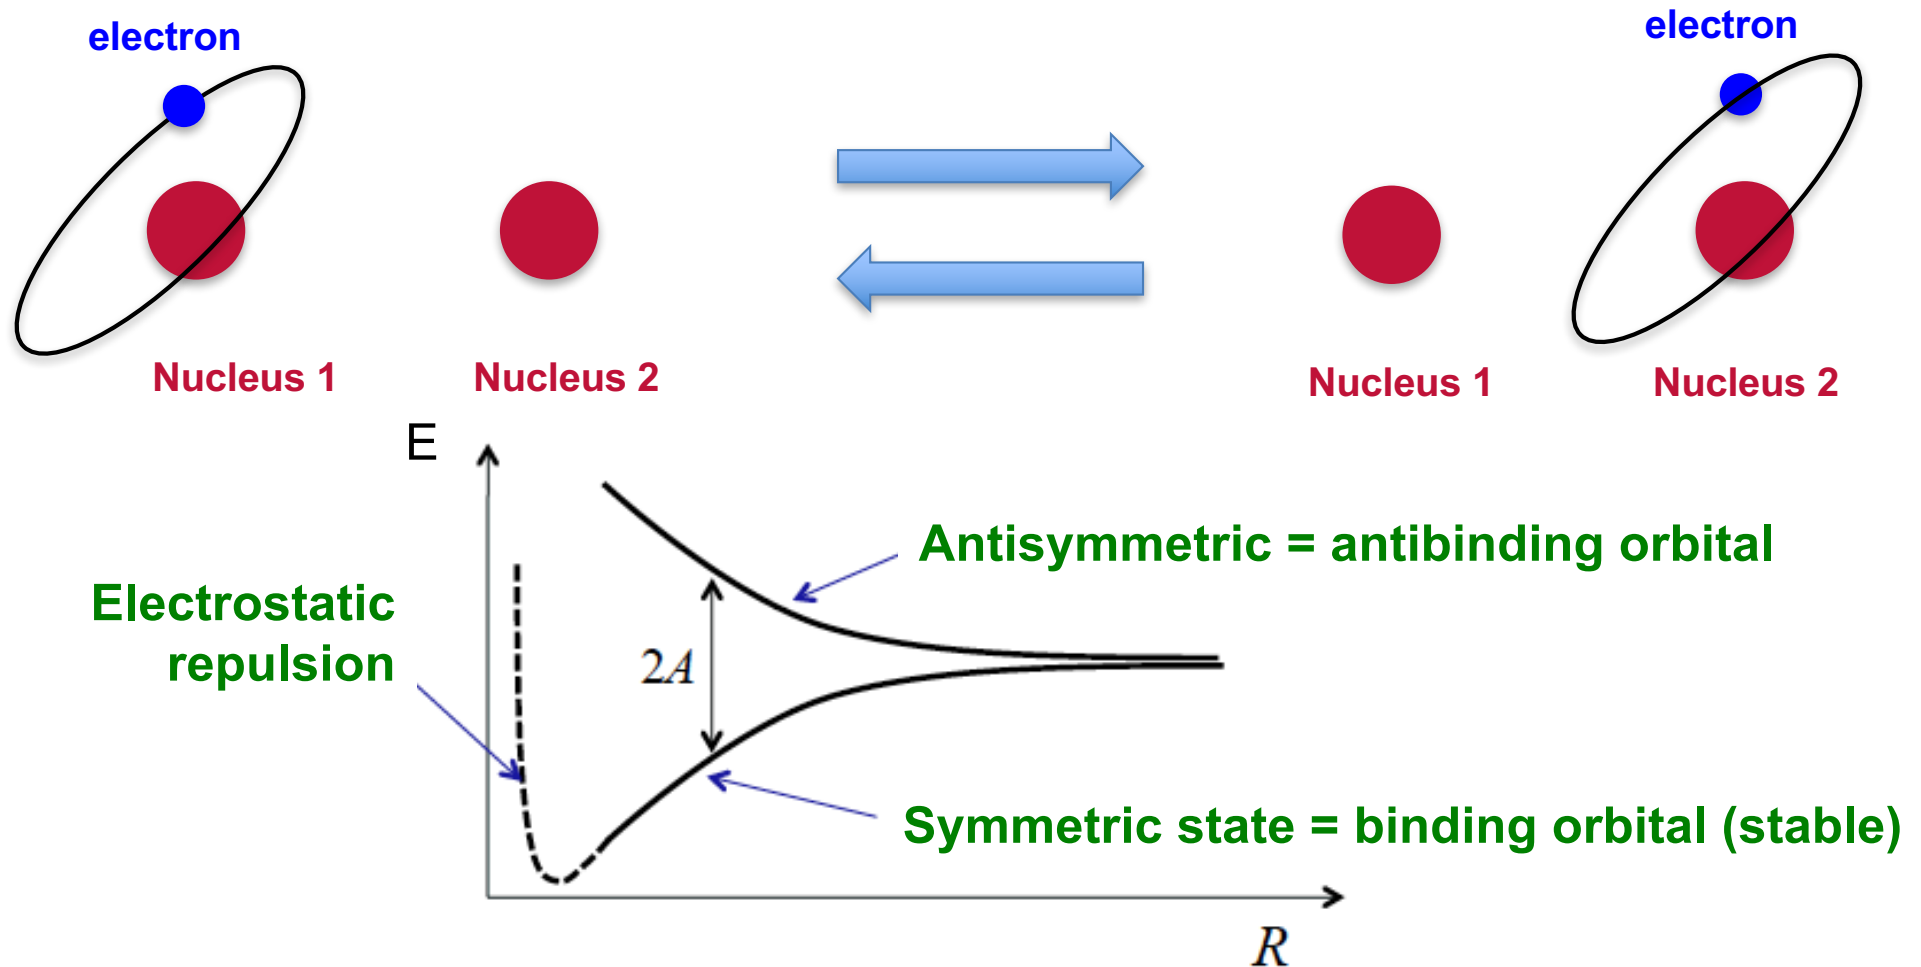 electron
electron
Nucleus 1
Nucleus 2
Nucleus 1
Nucleus 2
E
Antisymmetric = antibinding orbital
Electrostatic
repulsion
2A
Symmetric state = binding orbital (stable)
R